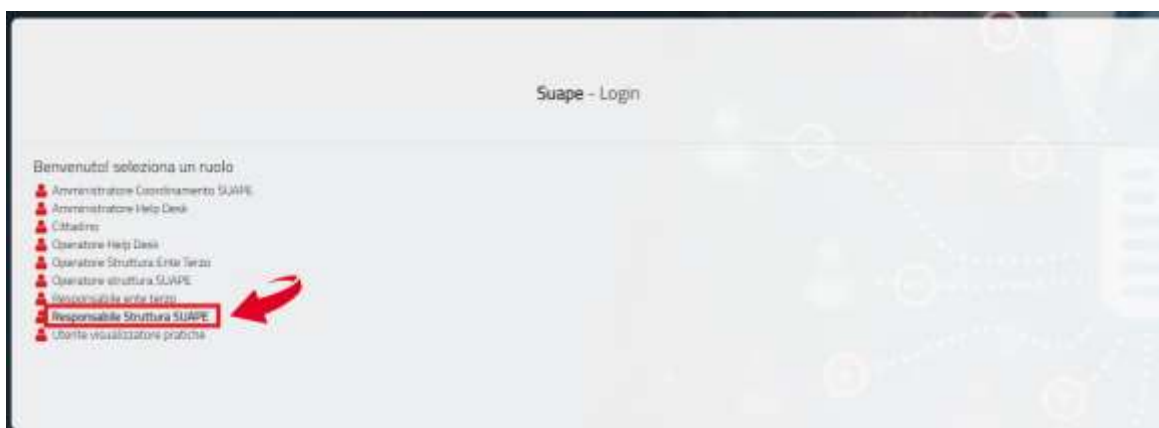 Suape - Login
Benvenuto! seleziona un ruolo
Amministratore Coordinamento SUAPE
Amministratore Help Desk
Cittadino
Operatore Help Desk
Operatore Struttura Ente Terzo
Operatore struttura SUAPE
Responsabile ente terzo
Responsabile Struttura SUAPE
Utente visualizzatore pratiche